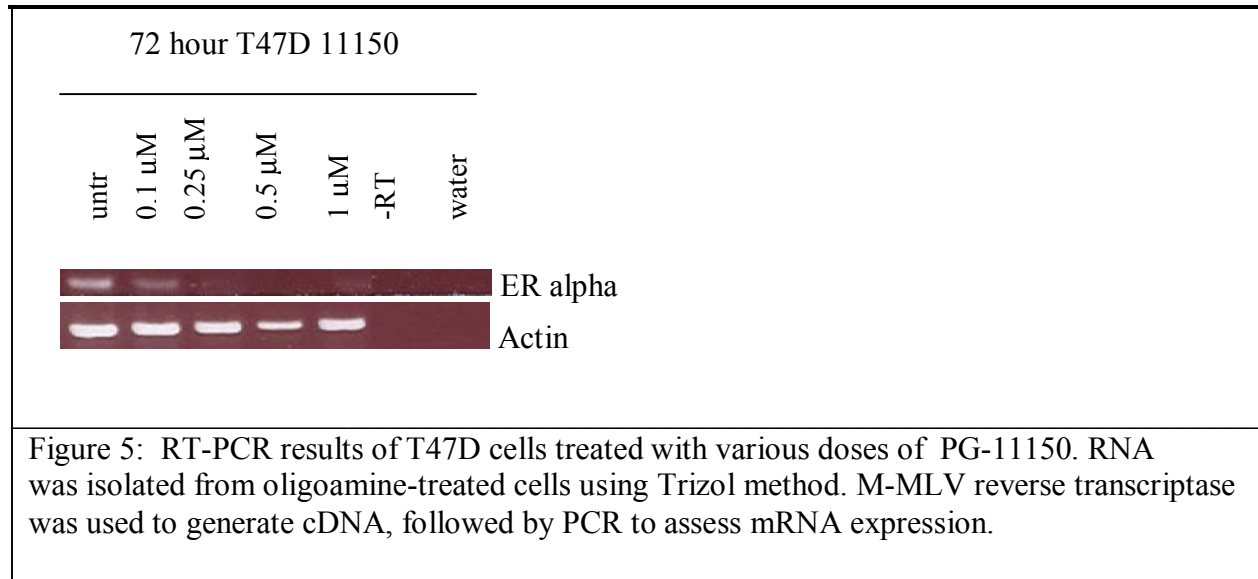 72 hour T47D 11150
untr
0.1 uM
0.25 µM
0.5 µM
1 uM
-RT
water
ER alpha
Actin
Figure 5: RT-PCR results of T47D cells treated with various doses of PG-11150. RNA
was isolated from oligoamine-treated cells using Trizol method. M-MLV reverse transcriptase
was used to generate cDNA, followed by PCR to assess mRNA expression.